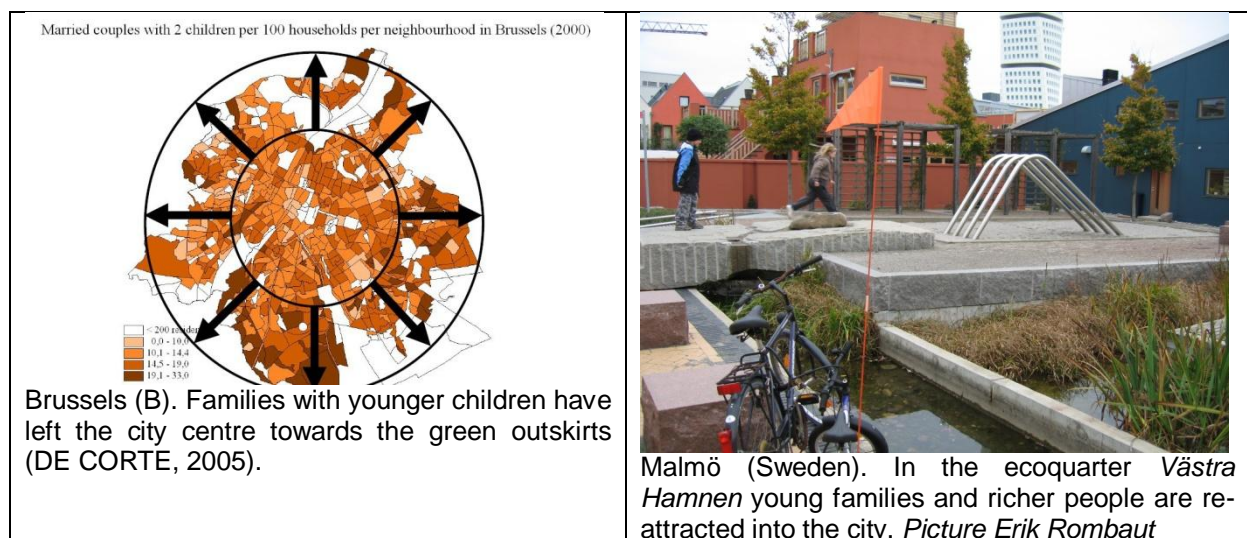 Married couples with 2 children per 100 households per neighbourhood in Brussels (2000)
< 200 residen
0,0 - 10,0
10,1 - 14,4
14,5 - 19,0
19,1 - 33,0
Brussels (B). Families with younger children have
left the city centre towards the green outskirts
(DE CORTE, 2005).
Malmö (Sweden). In the ecoquarter Västra
Hamnen young families and richer people are re-
attracted into the city. Picture Erik Rombaut